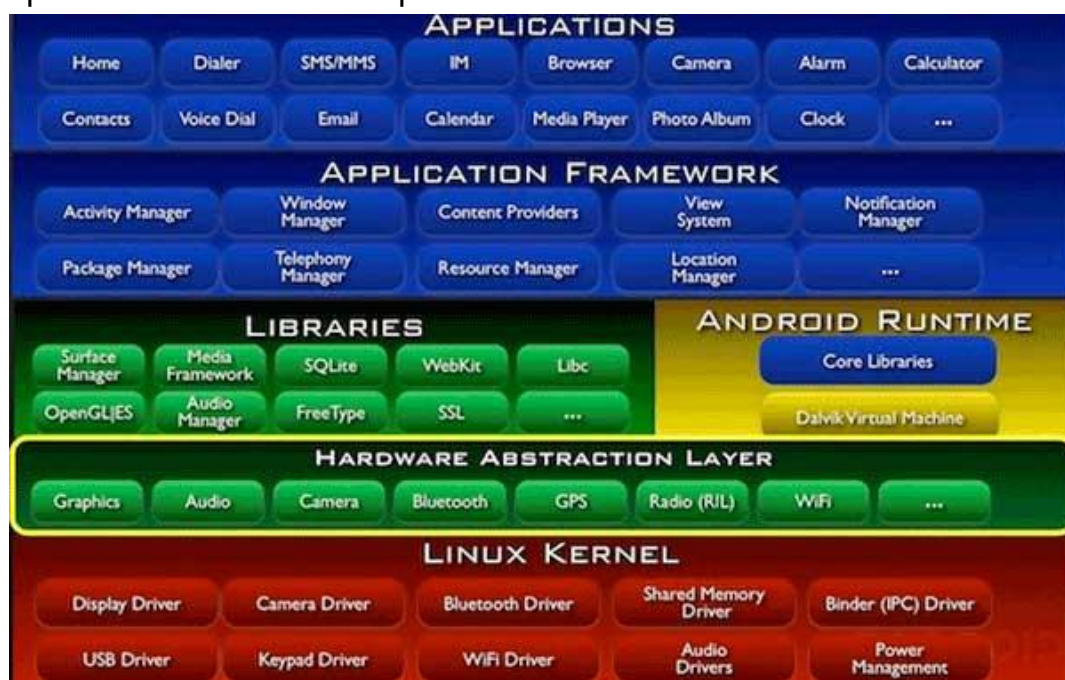 APPLICATIONS
Home Dialer SMS/MMS IM Browser Camera Alarm Calculator
Contacts Voice Dial Email Calendar Media Player Photo Album Clock ...
APPLICATION FRAMEWORK
Activity Manager Window Manager Content Providers View System Notification Manager
Package Manager Telephony Manager Resource Manager Location Manager ...
LIBRARIES
Surface Manager Media Framework SQLite WebKit Libc
OpenGL|ES Audio Manager FreeType SSL ...
ANDROID RUNTIME
Core Libraries
Dalvik Virtual Machine
HARDWARE ABSTRACTION LAYER
Graphics Audio Camera Bluetooth GPS Radio (RIL) WiFi ...
LINUX KERNEL
Display Driver Camera Driver Bluetooth Driver Shared Memory Driver Binder (IPC) Driver
USB Driver Keypad Driver WiFi Driver Audio Drivers Power Management